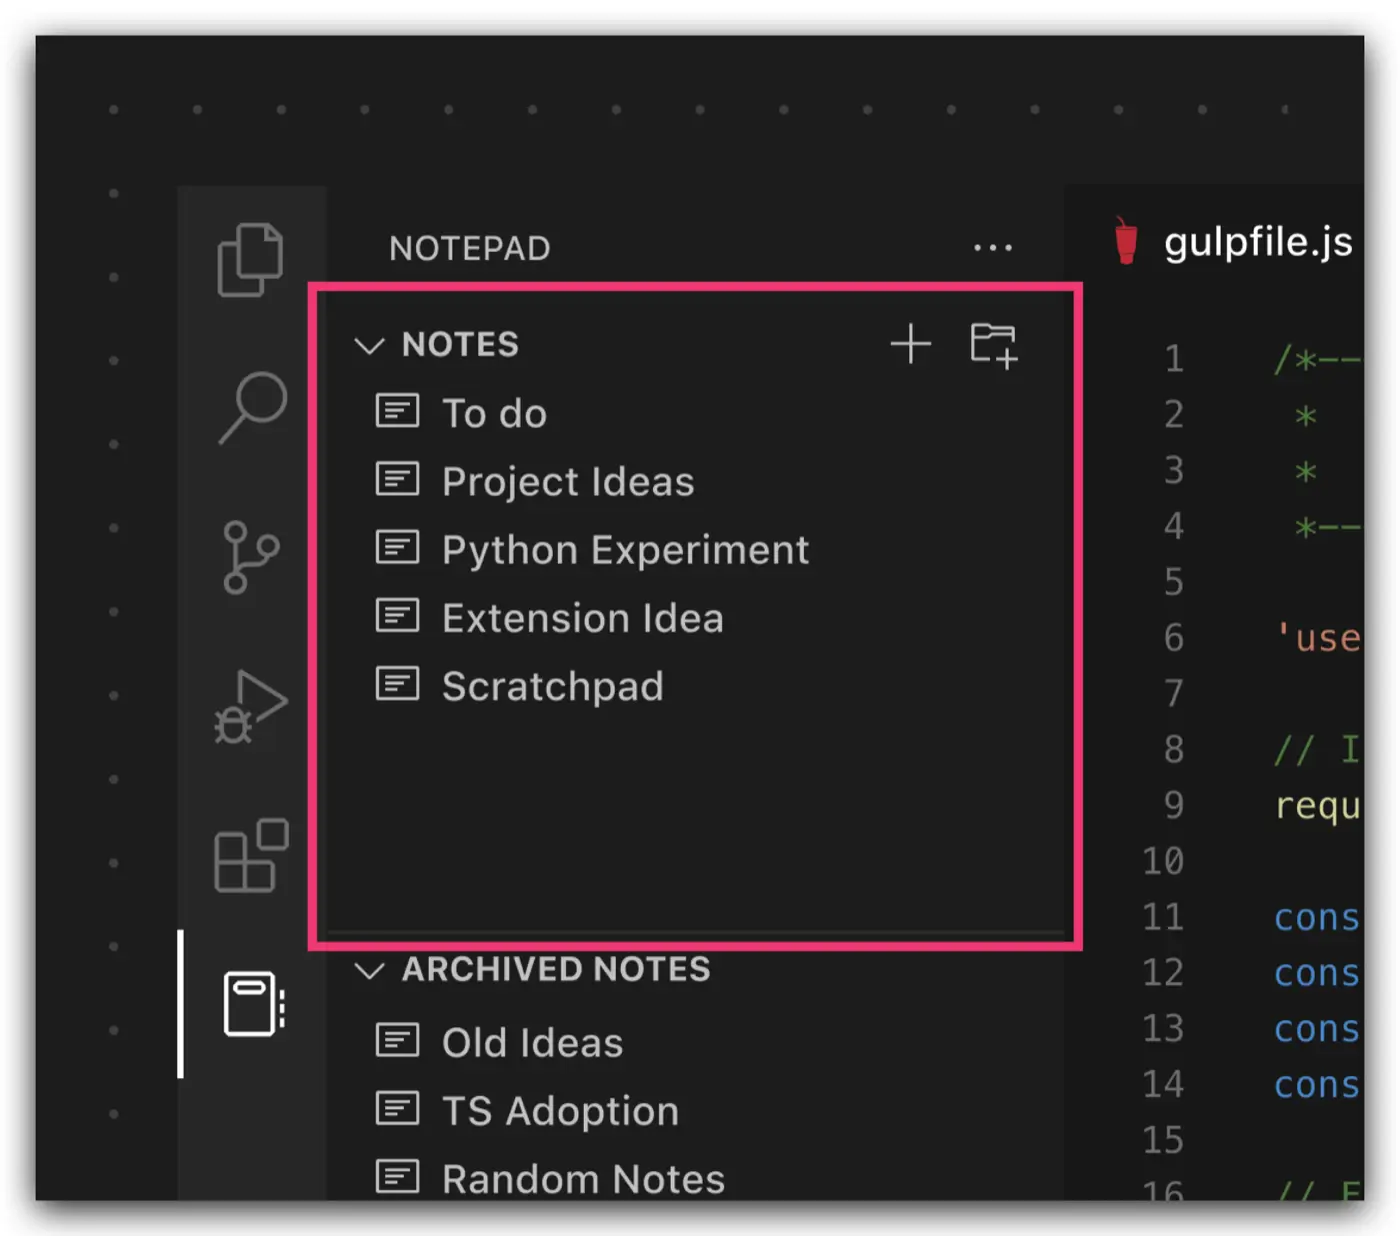 NOTEPAD
NOTES
To do
Project Ideas
Python Experiment
Extension Idea
Scratchpad
ARCHIVED NOTES
Old Ideas
TS Adoption
Random Notes
gulpfile.js
1 /*--
2 *
3 *
4 *--
5
6 'use
7
8 // I
9 requ
10
11 cons
12 cons
13 cons
14 cons
15
16 //